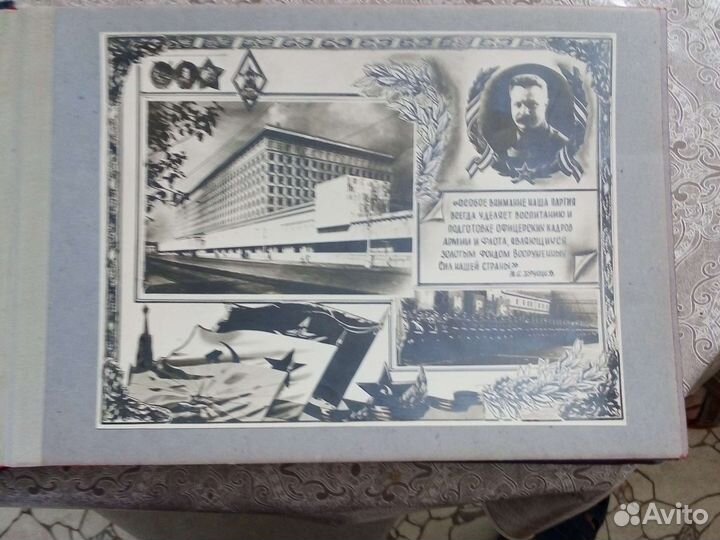 «ОСОБОЕ ВНИМАНИЕ НАША ПАРТИЯ
ВСЕГДА УДЕЛЯЕТ ВОСПИТАНИЮ И
ПОДГОТОВКЕ ОФИЦЕРСКИХ КАДРОВ
АРМИИ И ФЛОТА, ЯВЛЯЮЩИХСЯ
ЗОЛОТЫМ ФОНДОМ ВООРУЖЕННЫХ
СИЛ НАШЕЙ СТРАНЫ»
Avito